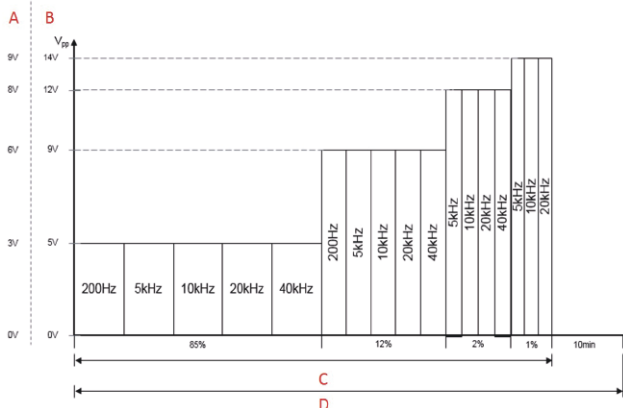 A B
Vpp
9V 14V
8V 12V
6V 9V
3V 5V
0V 0V
200Hz 5kHz 10kHz 20kHz 40kHz
200Hz 5kHz 10kHz 20kHz 40kHz
5kHz 10kHz 20kHz 40kHz
5kHz 10kHz 20kHz
85% 12% 2% 1% 10min
C
D